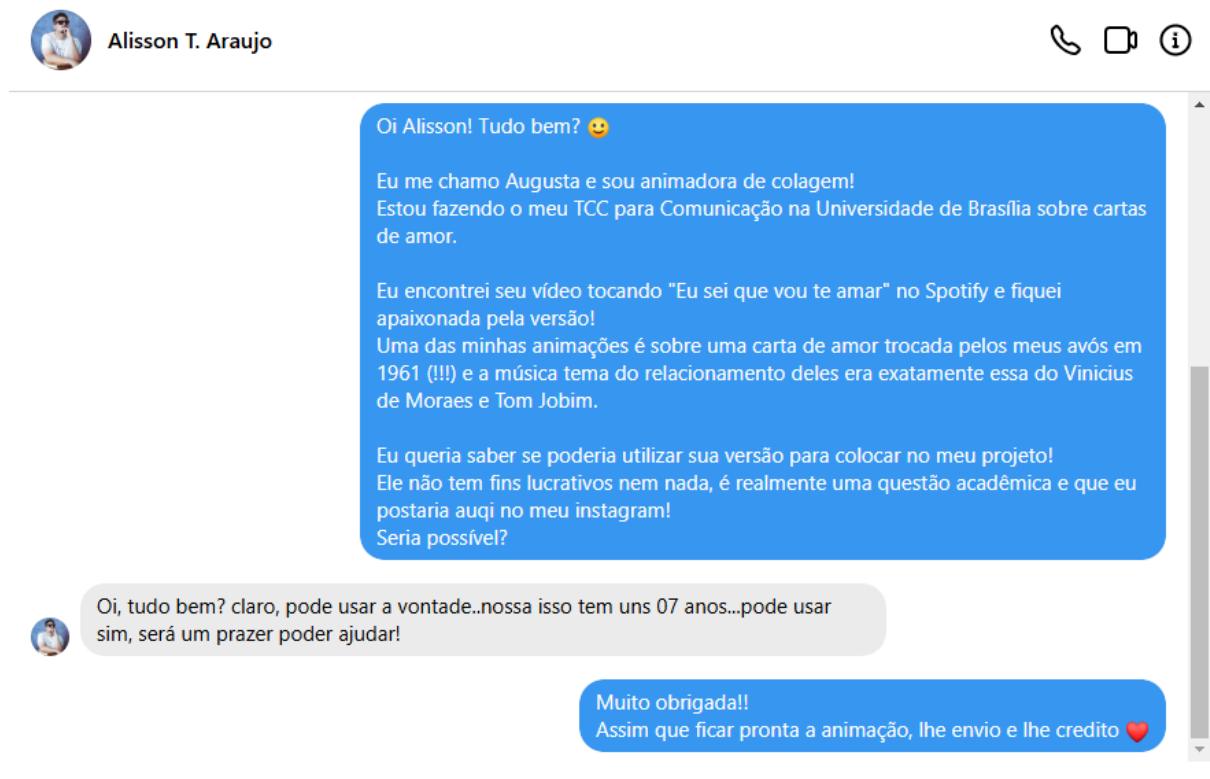 Alisson T. Araujo
Oi Alisson! Tudo bem? 🙂
Eu me chamo Augusta e sou animadora de colagem!
Estou fazendo o meu TCC para Comunicação na Universidade de Brasília sobre cartas
de amor.
Eu encontrei seu vídeo tocando "Eu sei que vou te amar" no Spotify e fiquei
apaixonada pela versão!
Uma das minhas animações é sobre uma carta de amor trocada pelos meus avós em
1961 (!!!) e a música tema do relacionamento deles era exatamente essa do Vinicius
de Moraes e Tom Jobim.
Eu queria saber se poderia utilizar sua versão para colocar no meu projeto!
Ele não tem fins lucrativos nem nada, é realmente uma questão acadêmica e que eu
postaria auqi no meu instagram!
Seria possível?
Oi, tudo bem? claro, pode usar a vontade..nossa isso tem uns 07 anos...pode usar
sim, será um prazer poder ajudar!
Muito obrigada!!
Assim que ficar pronta a animação, lhe envio e lhe credito ❤️